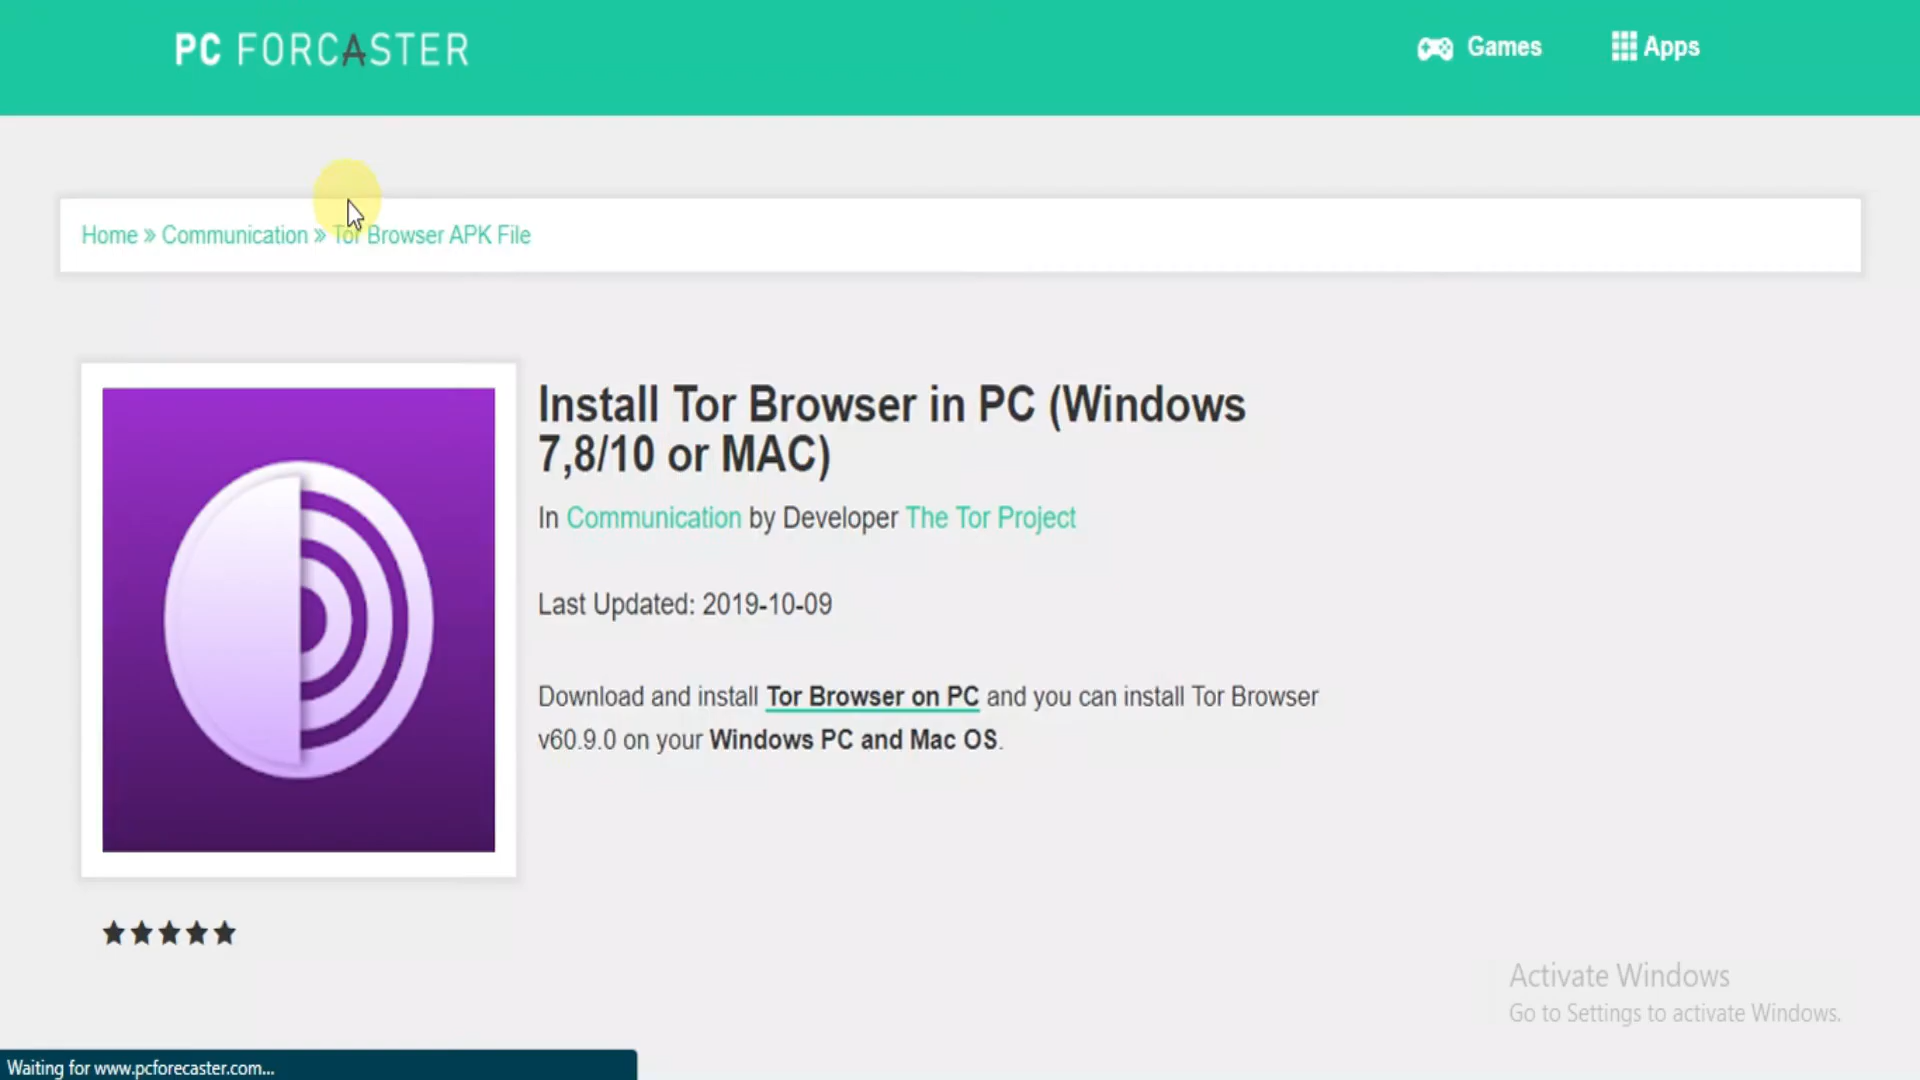 PC FORCASTER
Games
Apps
Home » Communication » Tor Browser APK File
Install Tor Browser in PC (Windows
7,8/10 or MAC)
In Communication by Developer The Tor Project
Last Updated: 2019-10-09
Download and install Tor Browser on PC and you can install Tor Browser
v60.9.0 on your Windows PC and Mac OS.
Activate Windows
Go to Settings to activate Windows.
Waiting for www.pcforecaster.com...